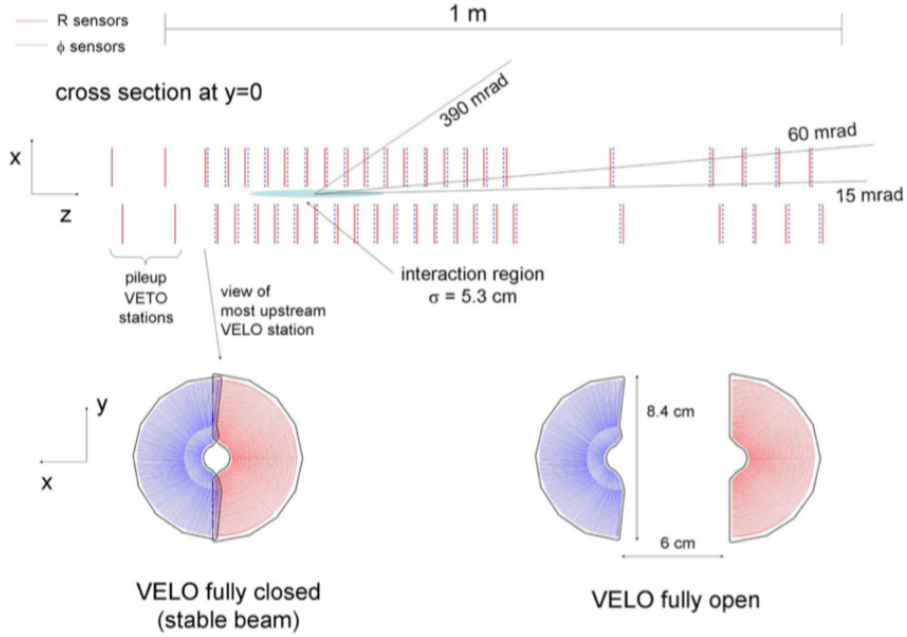 R sensors
1 m
ϕ sensors
cross section at y=0
390 mrad
60 mrad
x
z
15 mrad
pileup
VETO
stations
view of
most upstream
VELO station
interaction region
σ = 5.3 cm
y
x
8.4 cm
6 cm
VELO fully closed
(stable beam)
VELO fully open